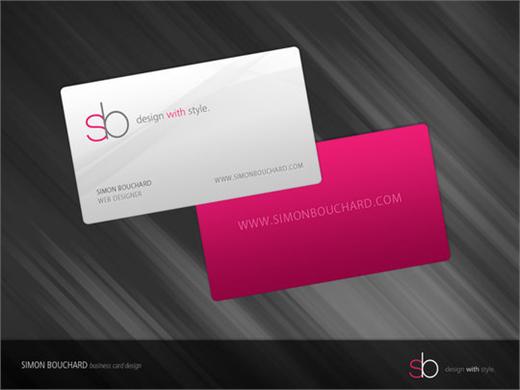 sb design with style.
SIMON BOUCHARD
WEB DESIGNER
WWW.SIMONBOUCHARD.COM
WWW.SIMONBOUCHARD.COM
SIMON BOUCHARD business card design
sb design with style.